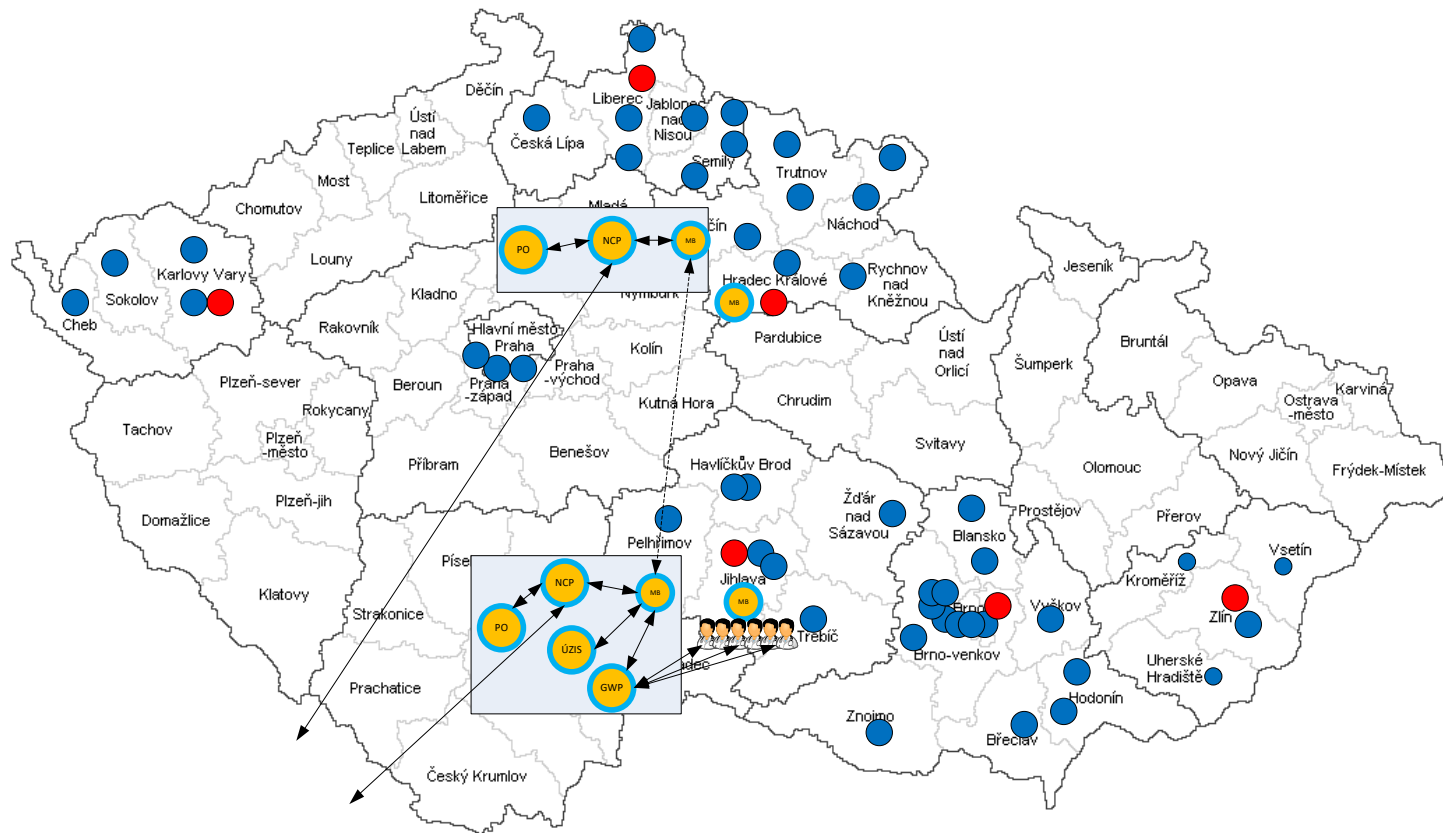 Děčín
Liberec
Jablonec
nad
Nisou
Ústí
nad
Labem
Teplice
Česká Lípa
Semily
Trutnov
Most
Litoměřice
Chomutov
Mladá
Náchod
PO
NCP
MB
čín
Louny
Karlovy Vary
Sokolov
Cheb
Kladno
Nymburk
Hradec Králové
MB
Rychnov
nad
Kněžnou
Jeseník
Rakovník
Hlavní město
Praha
Kolín
Pardubice
Ústí
nad
Orlicí
Šumperk
Bruntál
Plzeň-sever
Beroun
Praha
-západ
Praha
-východ
Opava
Karviná
Ostrava
-město
Rokycany
Kutná Hora
Chrudim
Tachov
Plzeň
-město
Svitavy
Příbram
Benešov
Havlíčkův Brod
Olomouc
Nový Jičín
Frýdek-Místek
Plzeň-jih
Žďár
nad
Sázavou
Prostějov
Domažlice
Přerov
Blansko
Pelhřimov
Píse
Vsetín
Kroměříž
Jihlava
NCP
MB
MB
Klatovy
Strakonice
Brno
Vyškov
Zlín
PO
Třebíč
ÚZIS
Brno-venkov
adec
Uherské
Hradiště
GWP
Prachatice
Hodonín
Znojmo
Břeclav
Český Krumlov